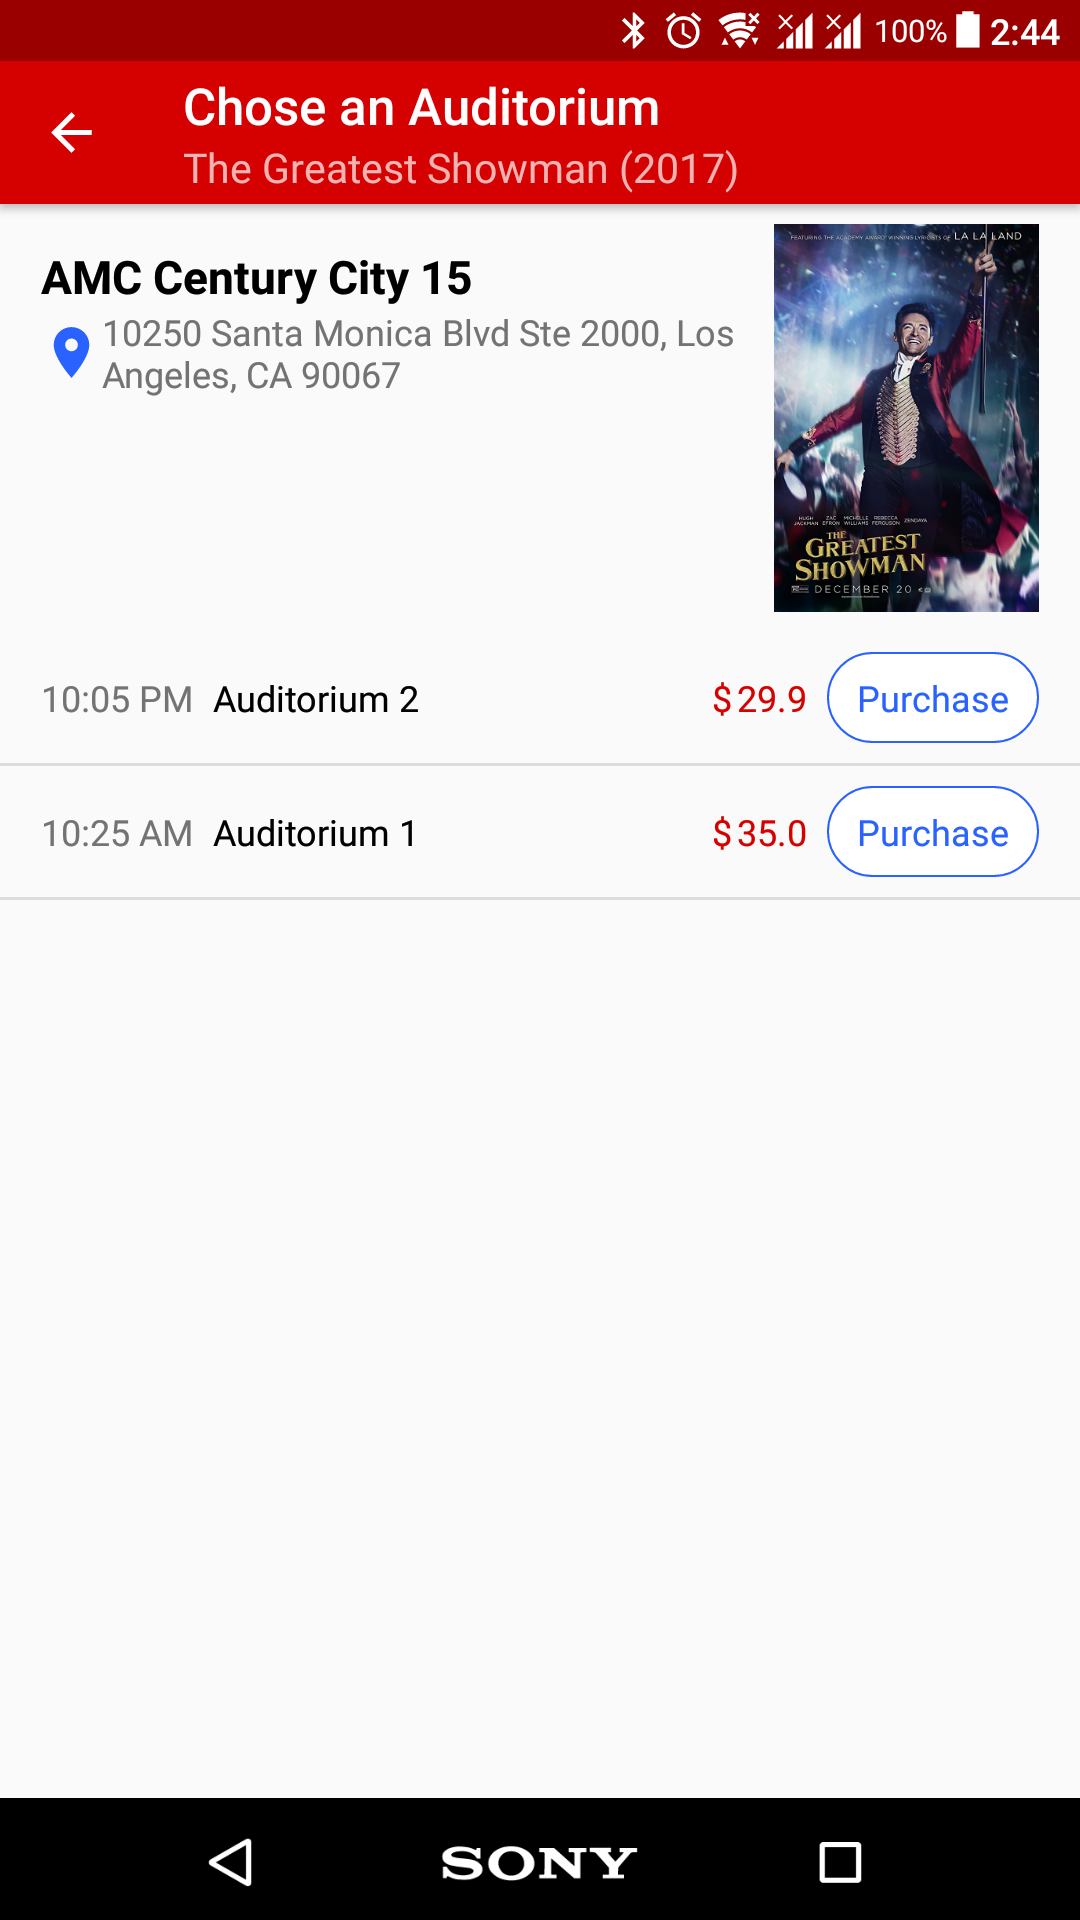 100% 2:44
Chose an Auditorium
The Greatest Showman (2017)
AMC Century City 15
10250 Santa Monica Blvd Ste 2000, Los
Angeles, CA 90067
FEATURING THE ACADEMY AWARD WINNING LYRICISTS OF LA LA LAND
HUGH JACKMAN ZAC EFRON MICHELLE WILLIAMS REBECCA FERGUSON ZENDAYA
THE
GREATEST
SHOWMAN
DECEMBER 20
10:05 PM Auditorium 2 $29.9 Purchase
10:25 AM Auditorium 1 $35.0 Purchase
SONY